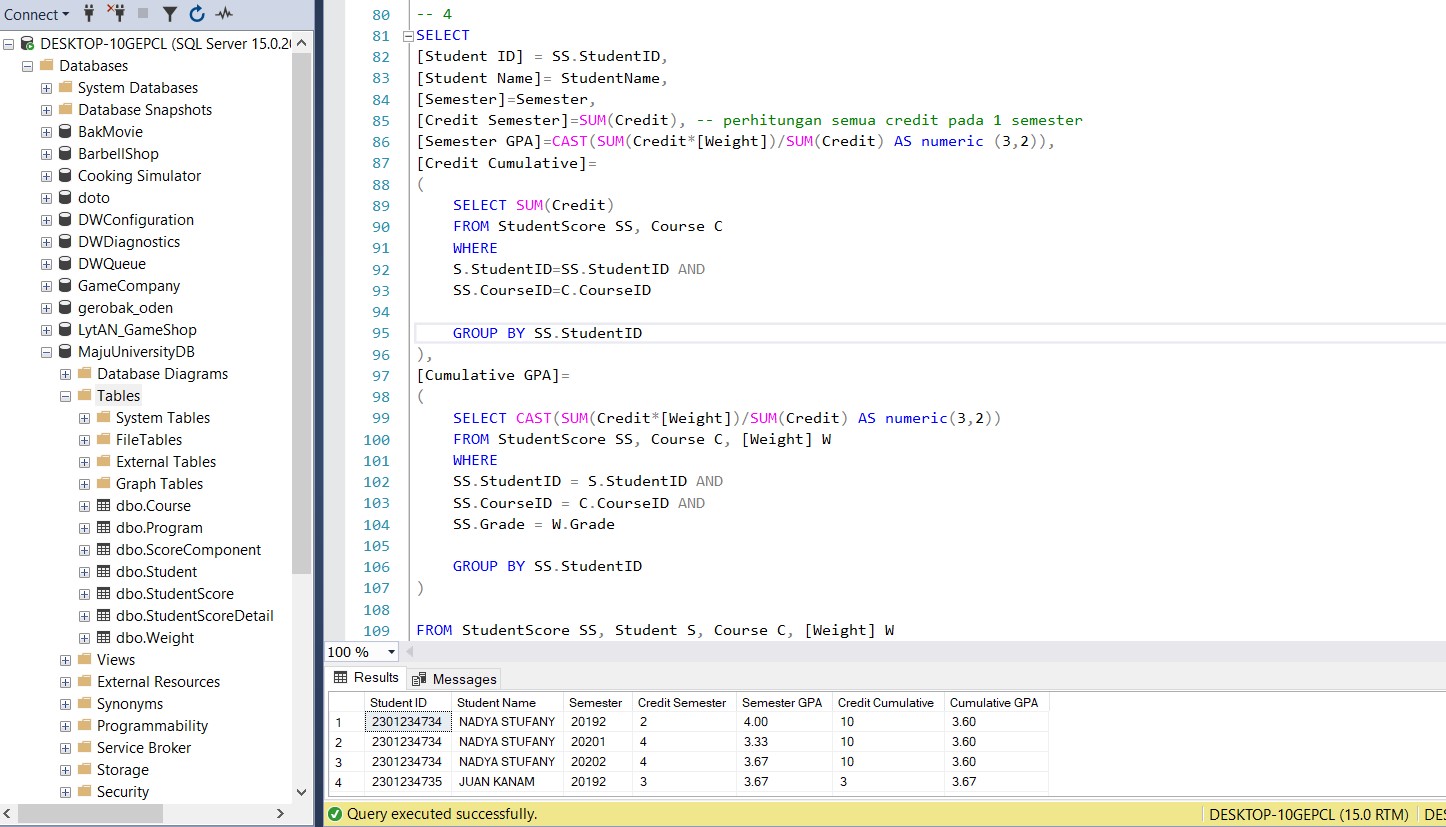 Connect
DESKTOP-10GEPCL (SQL Server 15.0.20
Databases
System Databases
Database Snapshots
BakMovie
BarbellShop
Cooking Simulator
doto
DWConfiguration
DWDiagnostics
DWQueue
GameCompany
gerobak_oden
LytAN_GameShop
MajuUniversityDB
Database Diagrams
Tables
System Tables
FileTables
External Tables
Graph Tables
dbo.Course
dbo.Program
dbo.ScoreComponent
dbo.Student
dbo.StudentScore
dbo.StudentScoreDetail
dbo.Weight
Views
External Resources
Synonyms
Programmability
Service Broker
Storage
Security
80 -- 4
81 SELECT
82 [Student ID] = SS.StudentID,
83 [Student Name]= StudentName,
84 [Semester]=Semester,
85 [Credit Semester]=SUM(Credit), -- perhitungan semua credit pada 1 semester
86 [Semester GPA]=CAST(SUM(Credit*[Weight])/SUM(Credit) AS numeric (3,2)),
87 [Credit Cumulative]=
88 (
89 SELECT SUM(Credit)
90 FROM StudentScore SS, Course C
91 WHERE
92 S.StudentID=SS.StudentID AND
93 SS.CourseID=C.CourseID
94
95 GROUP BY SS.StudentID
96 ),
97 [Cumulative GPA]=
98 (
99 SELECT CAST(SUM(Credit*[Weight])/SUM(Credit) AS numeric(3,2))
100 FROM StudentScore SS, Course C, [Weight] W
101 WHERE
102 SS.StudentID = S.StudentID AND
103 SS.CourseID = C.CourseID AND
104 SS.Grade = W.Grade
105
106 GROUP BY SS.StudentID
107 )
108
109 FROM StudentScore SS, Student S, Course C, [Weight] W
100 %
Results Messages
Student ID Student Name Semester Credit Semester Semester GPA Credit Cumulative Cumulative GPA
1 2301234734 NADYA STUFANY 20192 2 4.00 10 3.60
2 2301234734 NADYA STUFANY 20201 4 3.33 10 3.60
3 2301234734 NADYA STUFANY 20202 4 3.67 10 3.60
4 2301234735 JUAN KANAM 20192 3 3.67 3 3.67
Query executed successfully. DESKTOP-10GEPCL (15.0 RTM) DES